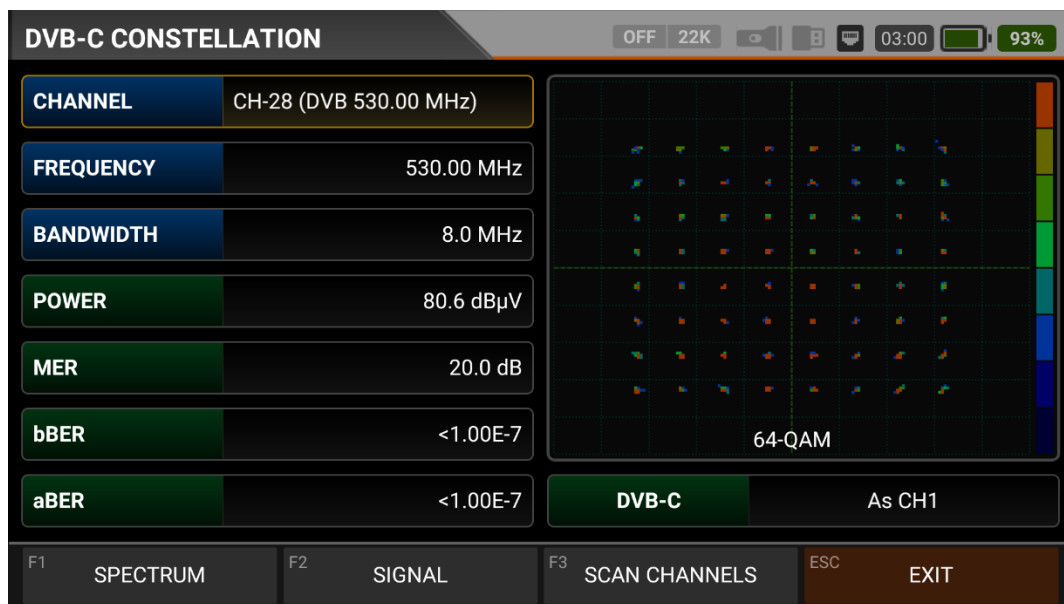 DVB-C CONSTELLATION
OFF 22K 03:00 93%
CHANNEL CH-28 (DVB 530.00 MHz)
FREQUENCY 530.00 MHz
BANDWIDTH 8.0 MHz
POWER 80.6 dBµV
MER 20.0 dB
bBER <1.00E-7
aBER <1.00E-7
64-QAM
DVB-C As CH1
F1 SPECTRUM F2 SIGNAL F3 SCAN CHANNELS ESC EXIT